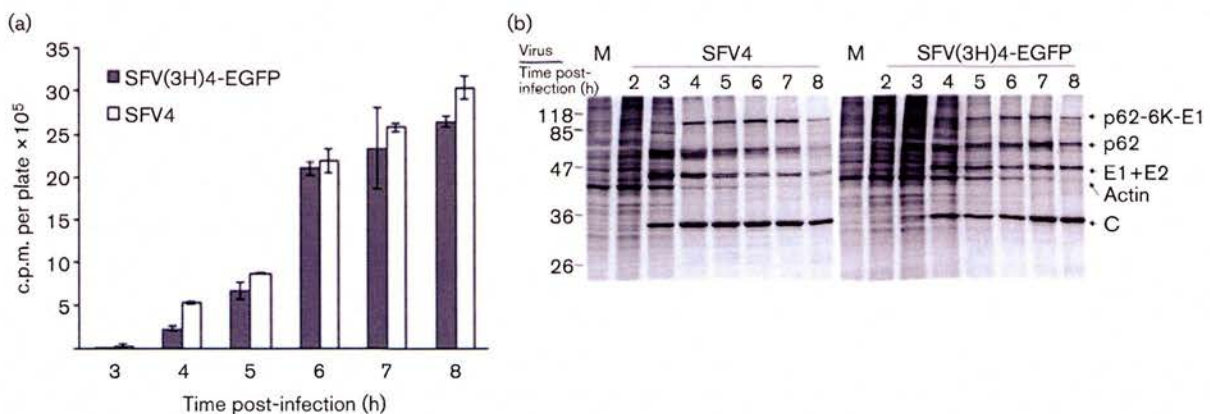 (a)
35
30
25
20
15
10
5
c.p.m. per plate ×10⁵
SFV(3H)4-EGFP
SFV4
3 4 5 6 7 8
Time post-infection (h)
(b)
Virus
M SFV4 M SFV(3H)4-EGFP
Time post-
infection (h)
2 3 4 5 6 7 8 2 3 4 5 6 7 8
118
85
47
36
26
p62-6K-E1
p62
E1+E2
Actin
C